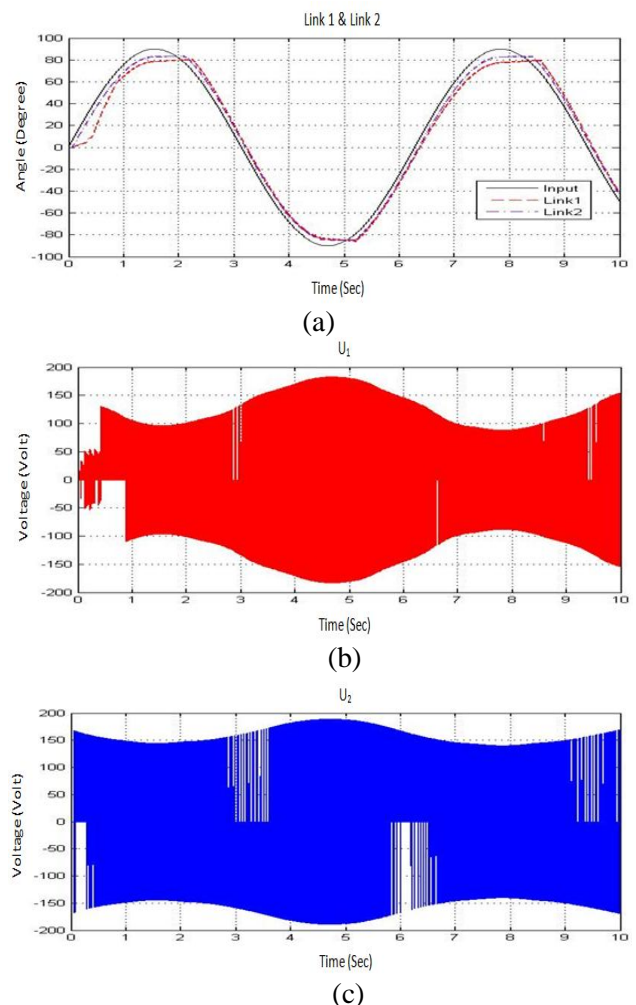 Link 1 & Link 2
Angle (Degree)
100
80
60
40
20
0
-20
-40
-60
-80
-100
Input
Link1
Link2
0 1 2 3 4 5 6 7 8 9 10
Time (Sec)
(a)
U₁
Voltage (Volt)
200
150
100
50
0
-50
-100
-150
-200
0 1 2 3 4 5 6 7 8 9 10
Time (Sec)
(b)
U₂
Voltage (Volt)
200
150
100
50
0
-50
-100
-150
-200
0 1 2 3 4 5 6 7 8 9 10
Time (Sec)
(c)